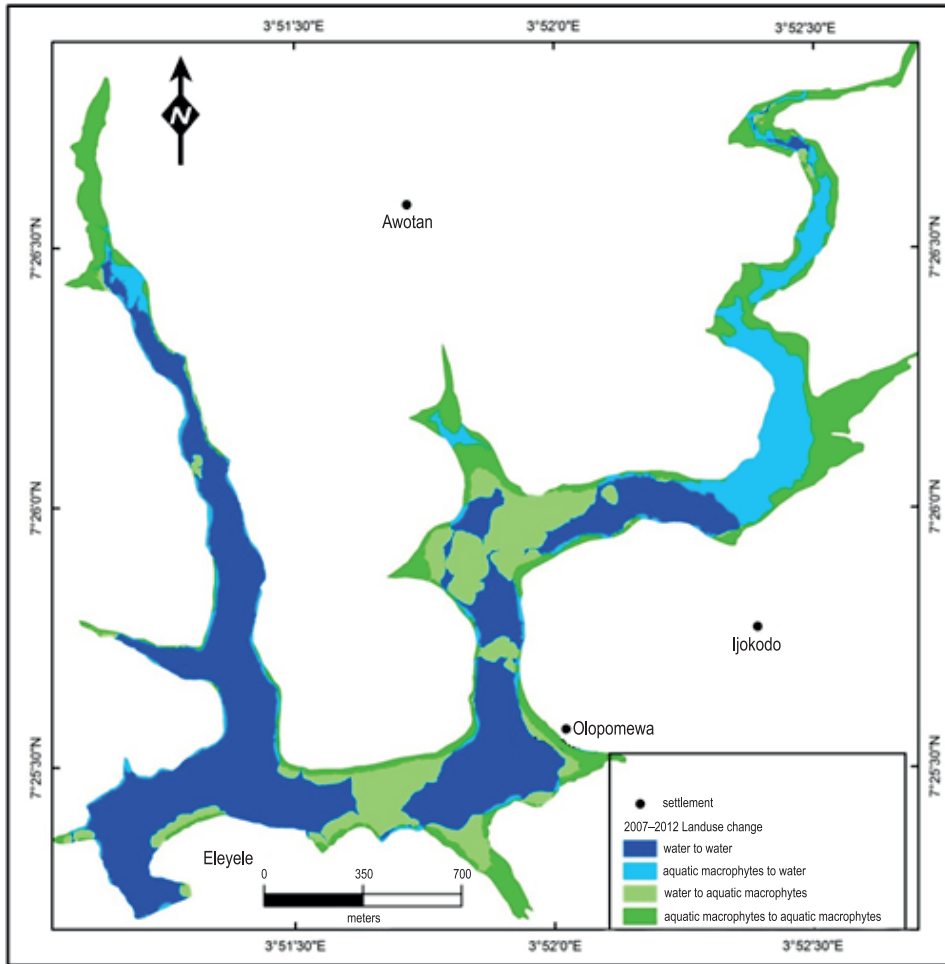 3°51'30"E 3°52'0"E 3°52'30"E
N
Awotan
7°26'30"N 7°26'30"N
7°26'0"N 7°26'0"N
Ijokodo
Olopomewa
7°25'30"N 7°25'30"N
settlement
2007–2012 Landuse change
water to water
aquatic macrophytes to water
water to aquatic macrophytes
aquatic macrophytes to aquatic macrophytes
Eleyele
0 350 700
meters
3°51'30"E 3°52'0"E 3°52'30"E